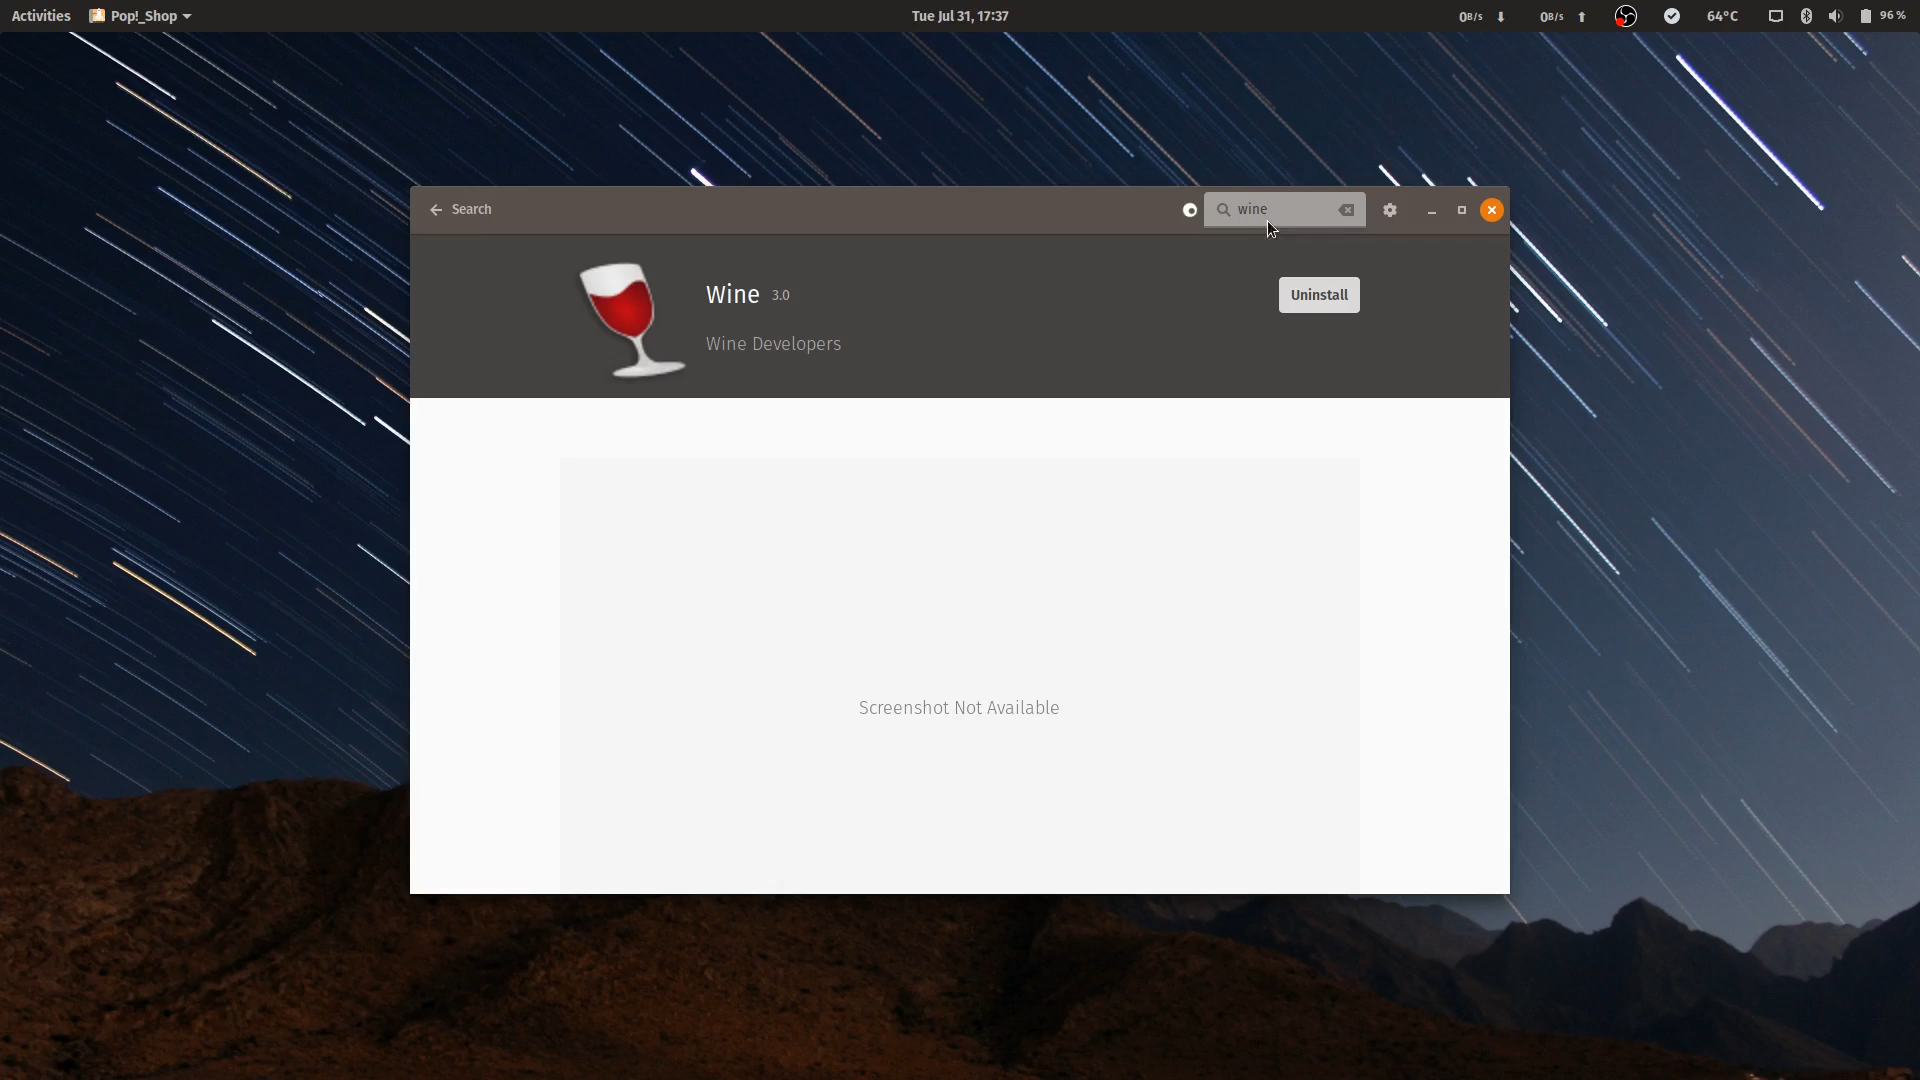 Activities Pop!_Shop Tue Jul 31, 17:37 0B/s 0B/s 64°C 96 %
Search wine
Wine 3.0 Uninstall
Wine Developers
Screenshot Not Available